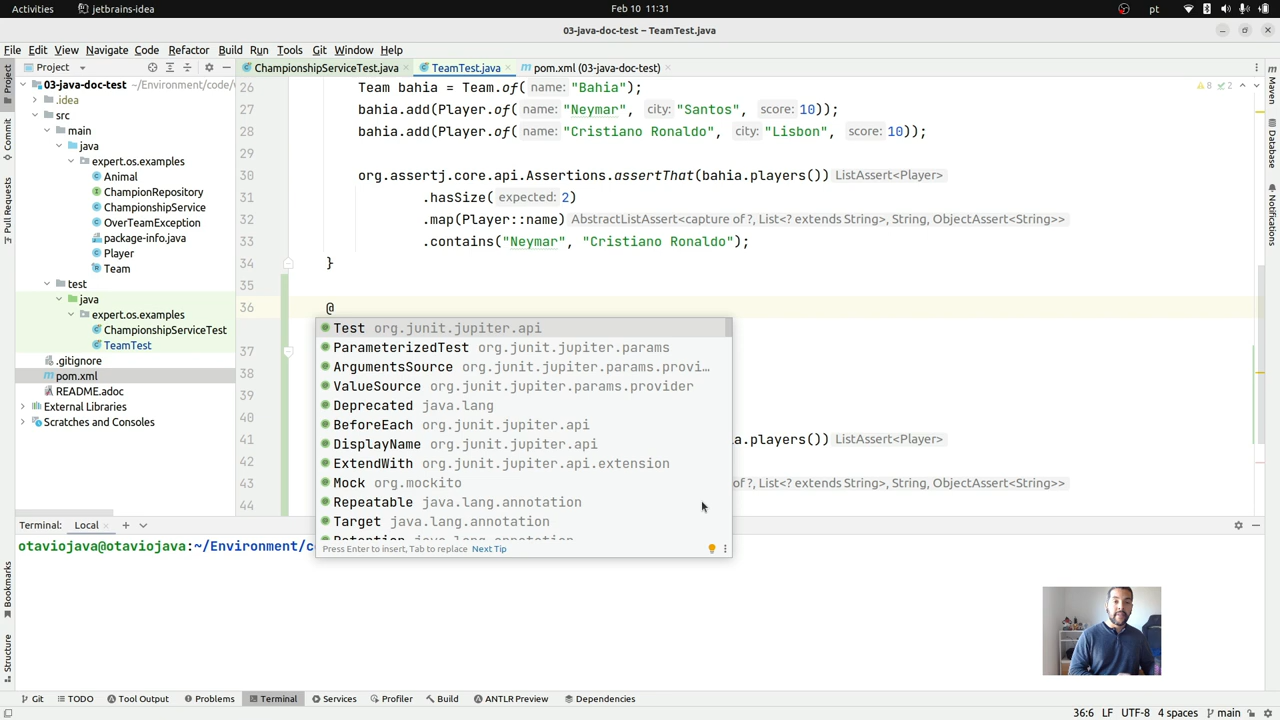 Activities
jetbrains-idea
Feb 10 11:31
pt
03-java-doc-test – TeamTest.java
File Edit View Navigate Code Refactor Build Run Tools Git Window Help
Project
ChampionshipServiceTest.java
TeamTest.java
pom.xml (03-java-doc-test)
Project
Commit
Pull Requests
Bookmarks
Structure
Maven
Database
Notifications
03-java-doc-test ~/Environment/code/
.idea
src
main
java
expert.os.examples
Animal
ChampionRepository
ChampionshipService
OverTeamException
package-info.java
Player
Team
test
java
expert.os.examples
ChampionshipServiceTest
TeamTest
.gitignore
pom.xml
README.adoc
External Libraries
Scratches and Consoles
8 2
26 Team bahia = Team.of( name: "Bahia");
27 bahia.add(Player.of( name: "Neymar", city: "Santos", score: 10));
28 bahia.add(Player.of( name: "Cristiano Ronaldo", city: "Lisbon", score: 10));
29
30 org.assertj.core.api.Assertions.assertThat(bahia.players()) ListAssert<Player>
31 .hasSize( expected: 2)
32 .map(Player::name) AbstractListAssert<capture of ?, List<? extends String>, String, ObjectAssert<String>>
33 .contains("Neymar", "Cristiano Ronaldo");
34 }
35
36 @
37
38
39
40
41 a.players()) ListAssert<Player>
42
43 of ?, List<? extends String>, String, ObjectAssert<String>>
44
Test org.junit.jupiter.api
ParameterizedTest org.junit.jupiter.params
ArgumentsSource org.junit.jupiter.params.provi…
ValueSource org.junit.jupiter.params.provider
Deprecated java.lang
BeforeEach org.junit.jupiter.api
DisplayName org.junit.jupiter.api
ExtendWith org.junit.jupiter.api.extension
Mock org.mockito
Repeatable java.lang.annotation
Target java.lang.annotation
Press Enter to insert, Tab to replace Next Tip
Terminal: Local
otaviojava@otaviojava:~/Environment/c
Git TODO Tool Output Problems Terminal Services Profiler Build ANTLR Preview Dependencies
36:6 LF UTF-8 4 spaces main